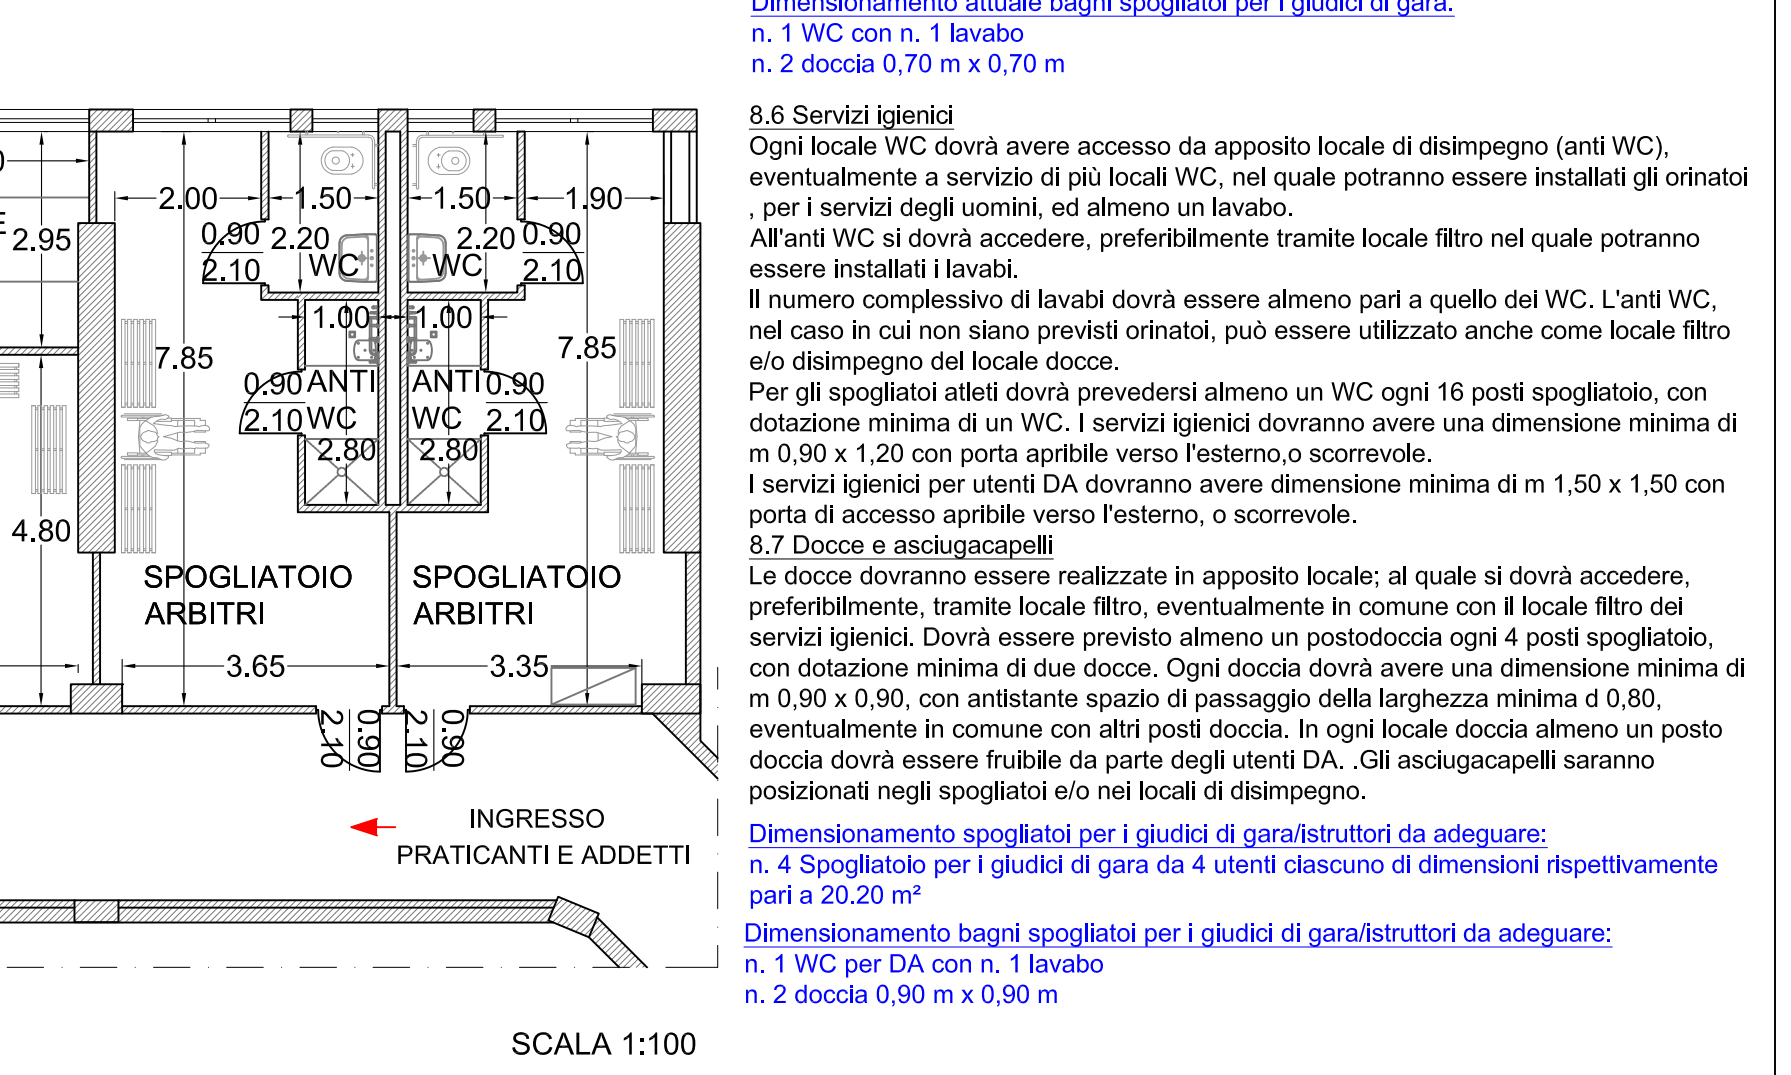 Dimensionamento attuale bagni spogliatoi per i giudici di gara:
n. 1 WC con n. 1 lavabo
n. 2 doccia 0,70 m x 0,70 m
8.6 Servizi igienici
Ogni locale WC dovrà avere accesso da apposito locale di disimpegno (anti WC),
eventualmente a servizio di più locali WC, nel quale potranno essere installati gli orinatoi
, per i servizi degli uomini, ed almeno un lavabo.
All'anti WC si dovrà accedere, preferibilmente tramite locale filtro nel quale potranno
essere installati i lavabi.
Il numero complessivo di lavabi dovrà essere almeno pari a quello dei WC. L'anti WC,
nel caso in cui non siano previsti orinatoi, può essere utilizzato anche come locale filtro
e/o disimpegno del locale docce.
Per gli spogliatoi atleti dovrà prevedersi almeno un WC ogni 16 posti spogliatoio, con
dotazione minima di un WC. I servizi igienici dovranno avere una dimensione minima di
m 0,90 x 1,20 con porta apribile verso l'esterno,o scorrevole.
I servizi igienici per utenti DA dovranno avere dimensione minima di m 1,50 x 1,50 con
porta di accesso apribile verso l'esterno, o scorrevole.
8.7 Docce e asciugacapelli
Le docce dovranno essere realizzate in apposito locale; al quale si dovrà accedere,
preferibilmente, tramite locale filtro, eventualmente in comune con il locale filtro dei
servizi igienici. Dovrà essere previsto almeno un postodoccia ogni 4 posti spogliatoio,
con dotazione minima di due docce. Ogni doccia dovrà avere una dimensione minima di
m 0,90 x 0,90, con antistante spazio di passaggio della larghezza minima d 0,80,
eventualmente in comune con altri posti doccia. In ogni locale doccia almeno un posto
doccia dovrà essere fruibile da parte degli utenti DA. .Gli asciugacapelli saranno
posizionati negli spogliatoi e/o nei locali di disimpegno.
Dimensionamento spogliatoi per i giudici di gara/istruttori da adeguare:
n. 4 Spogliatoio per i giudici di gara da 4 utenti ciascuno di dimensioni rispettivamente
pari a 20.20 m²
Dimensionamento bagni spogliatoi per i giudici di gara/istruttori da adeguare:
n. 1 WC per DA con n. 1 lavabo
n. 2 doccia 0,90 m x 0,90 m
2.00 1.50 1.50 1.90
2.95
0.90 2.20 2.20 0.90
2.10 WC WC 2.10
1.00 1.00
7.85 7.85
0.90 ANTI ANTI 0.90
2.10 WC WC 2.10
2.80 2.80
4.80
SPOGLIATOIO SPOGLIATOIO
ARBITRI ARBITRI
3.65 3.35
2.10 0.90 2.10 0.90
INGRESSO
PRATICANTI E ADDETTI
SCALA 1:100